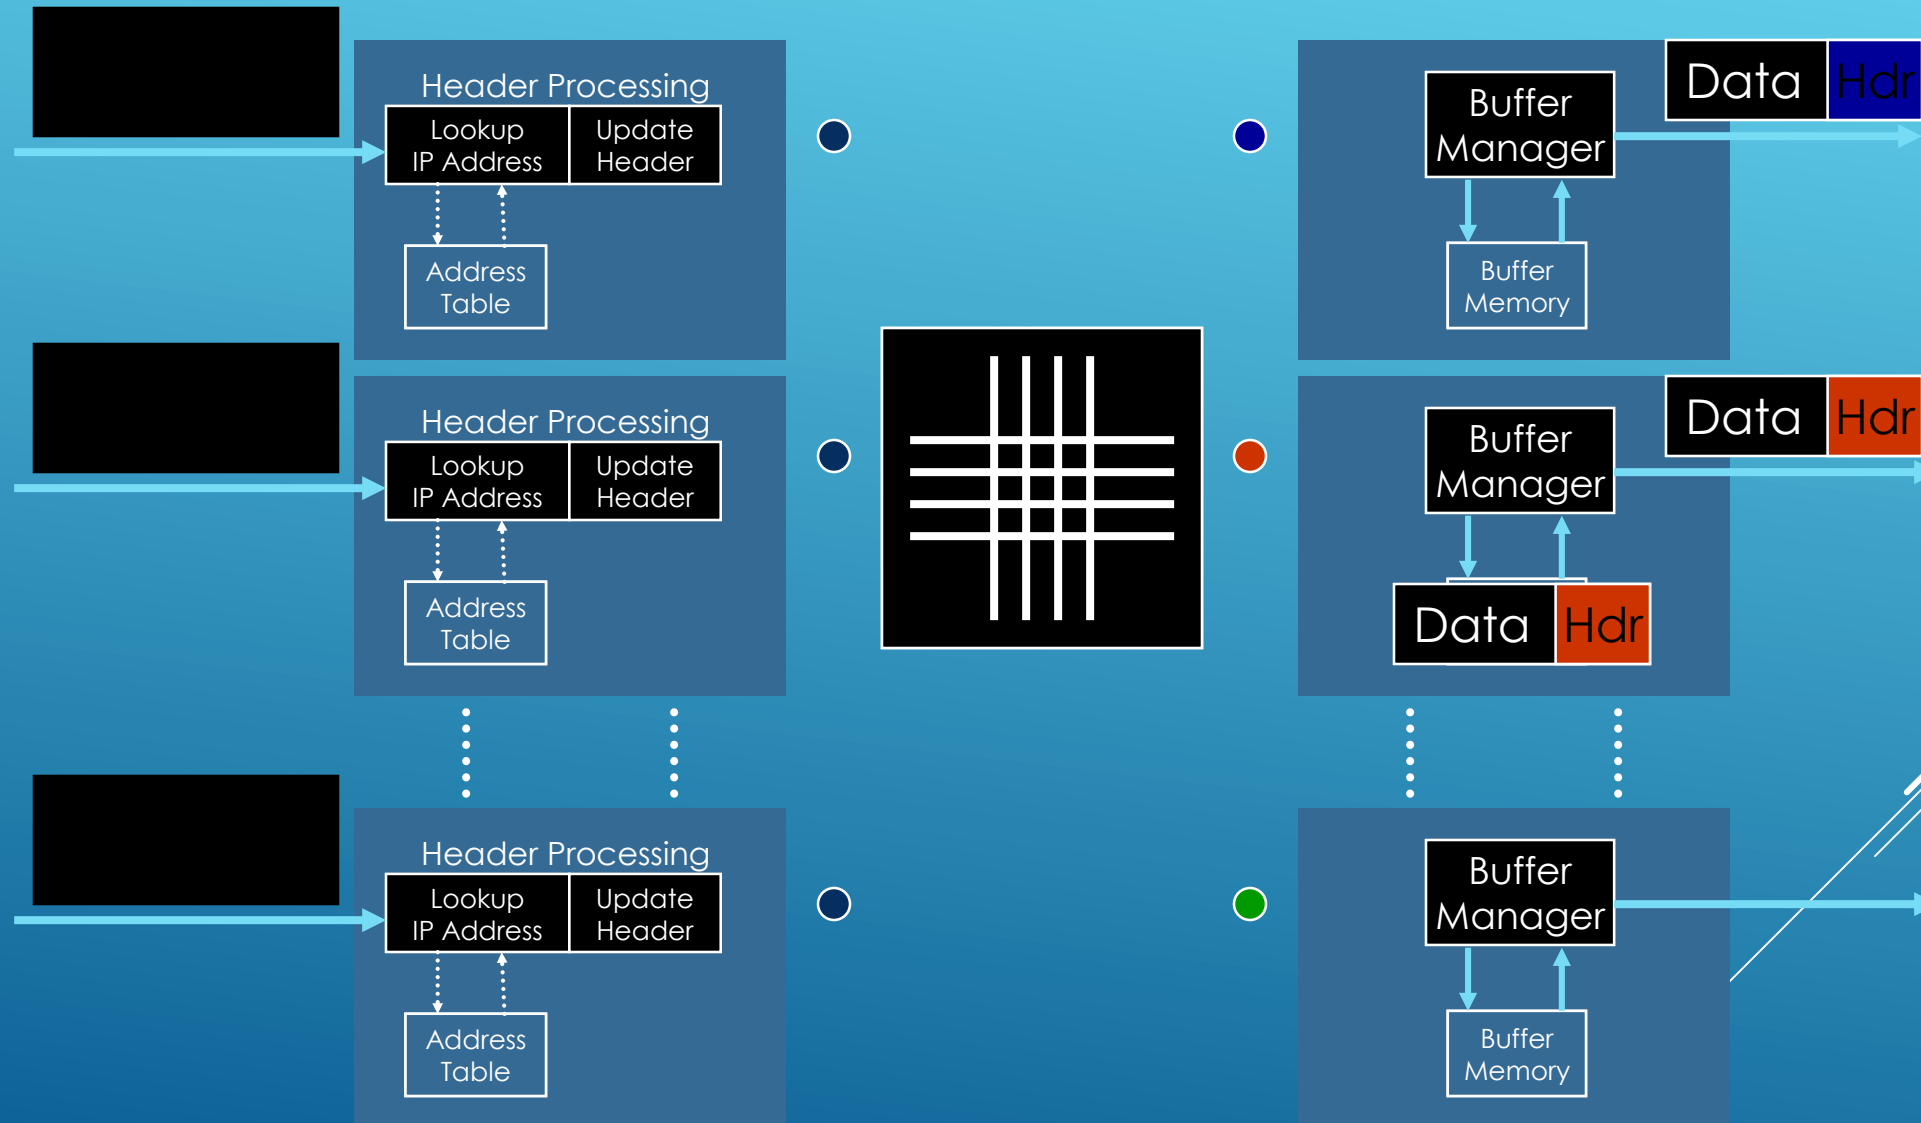 Header Processing
Lookup
IP Address
Update
Header
Address
Table
Buffer
Manager
Data Hdr
Buffer
Memory
Header Processing
Lookup
IP Address
Update
Header
Address
Table
Buffer
Manager
Data Hdr
Data Hdr
Header Processing
Lookup
IP Address
Update
Header
Address
Table
Buffer
Manager
Buffer
Memory